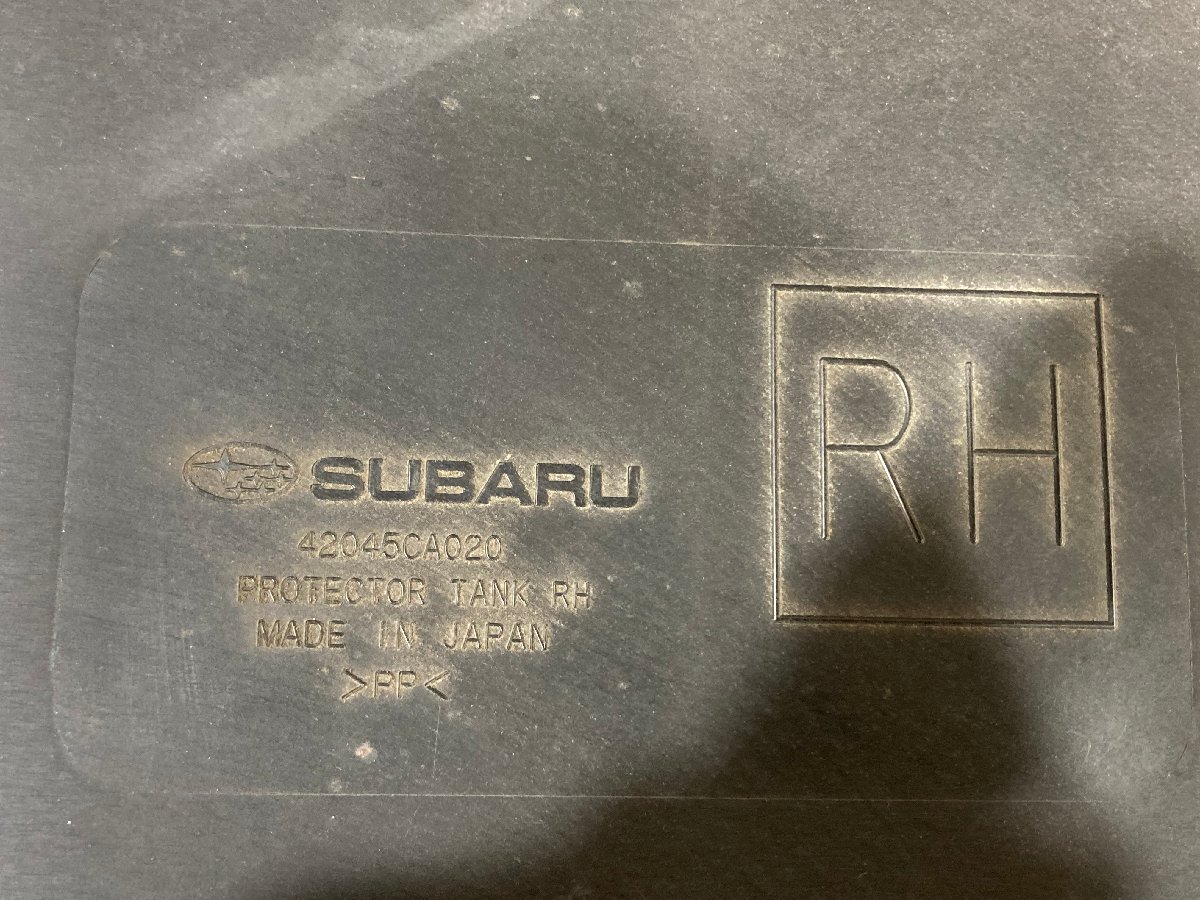 SUBARU
42045CA020
PROTECTOR TANK RH
MADE IN JAPAN
>PP<
RH